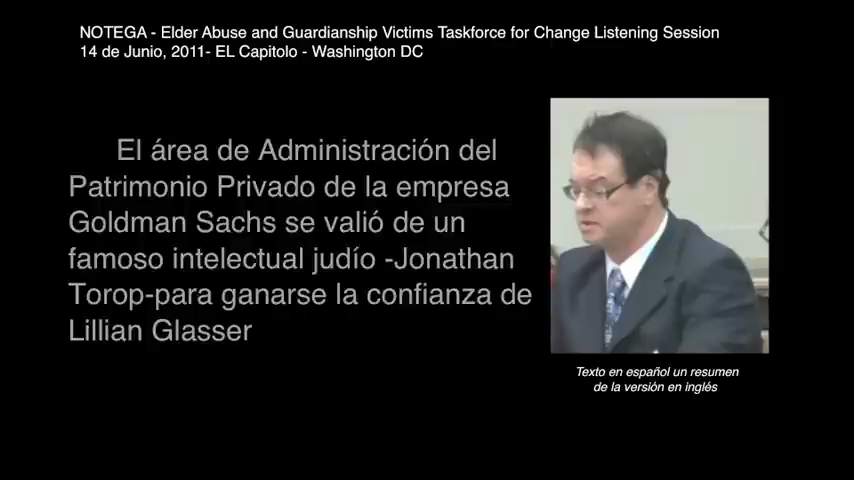 NOTEGA - Elder Abuse and Guardianship Victims Taskforce for Change Listening Session
14 de Junio, 2011- EL Capitolo - Washington DC
El área de Administración del
Patrimonio Privado de la empresa
Goldman Sachs se valió de un
famoso intelectual judío -Jonathan
Torop-para ganarse la confianza de
Lillian Glasser
Texto en español un resumen
de la versión en inglés